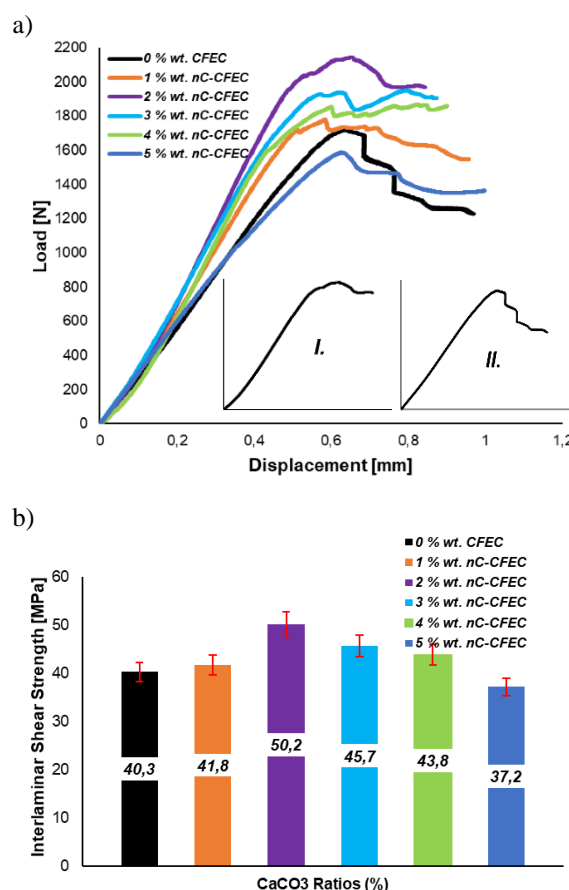 a)
2200
2000
1800
1600
1400
1200
1000
800
600
400
200
0
Load [N]
0 % wt. CFEC
1 % wt. nC-CFEC
2 % wt. nC-CFEC
3 % wt. nC-CFEC
4 % wt. nC-CFEC
5 % wt. nC-CFEC
I.
II.
0 0,2 0,4 0,6 0,8 1 1,2
Displacement [mm]
b)
0 % wt. CFEC
1 % wt. nC-CFEC
2 % wt. nC-CFEC
3 % wt. nC-CFEC
4 % wt. nC-CFEC
5 % wt. nC-CFEC
60
50
40
30
20
10
0
Interlaminar Shear Strength [MPa]
40,3 41,8 50,2 45,7 43,8 37,2
CaCO3 Ratios (%)